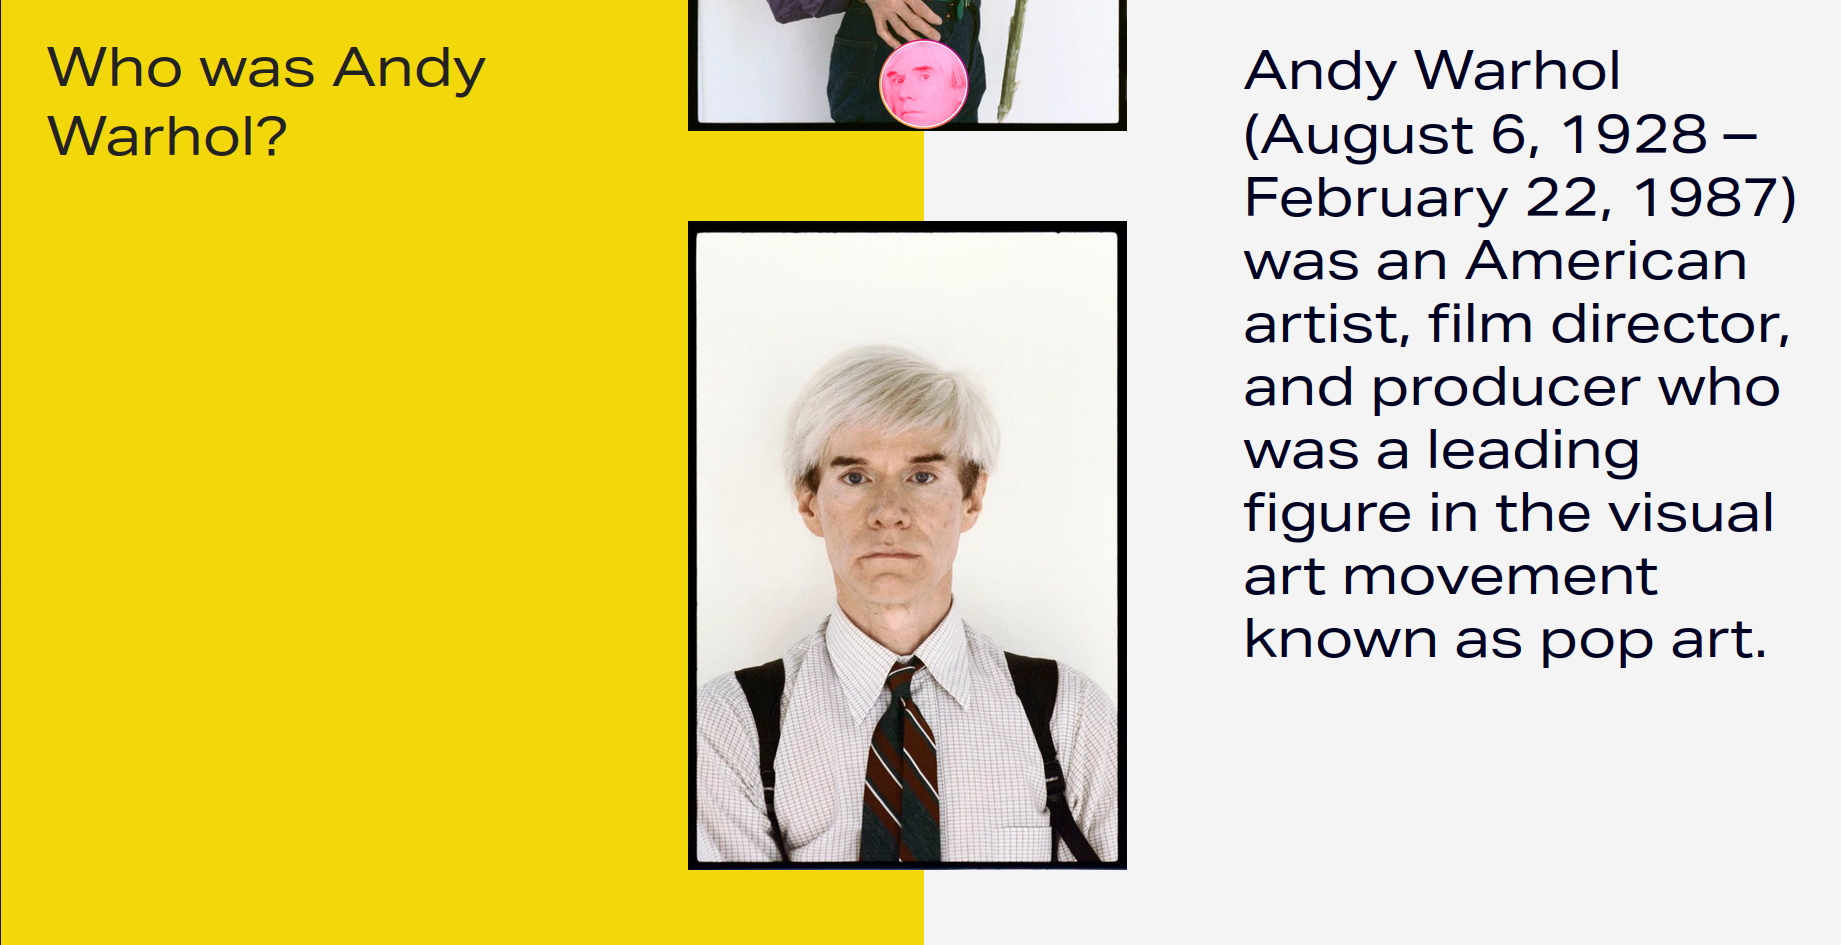 Who was Andy
Warhol?
Andy Warhol
(August 6, 1928 –
February 22, 1987)
was an American
artist, film director,
and producer who
was a leading
figure in the visual
art movement
known as pop art.